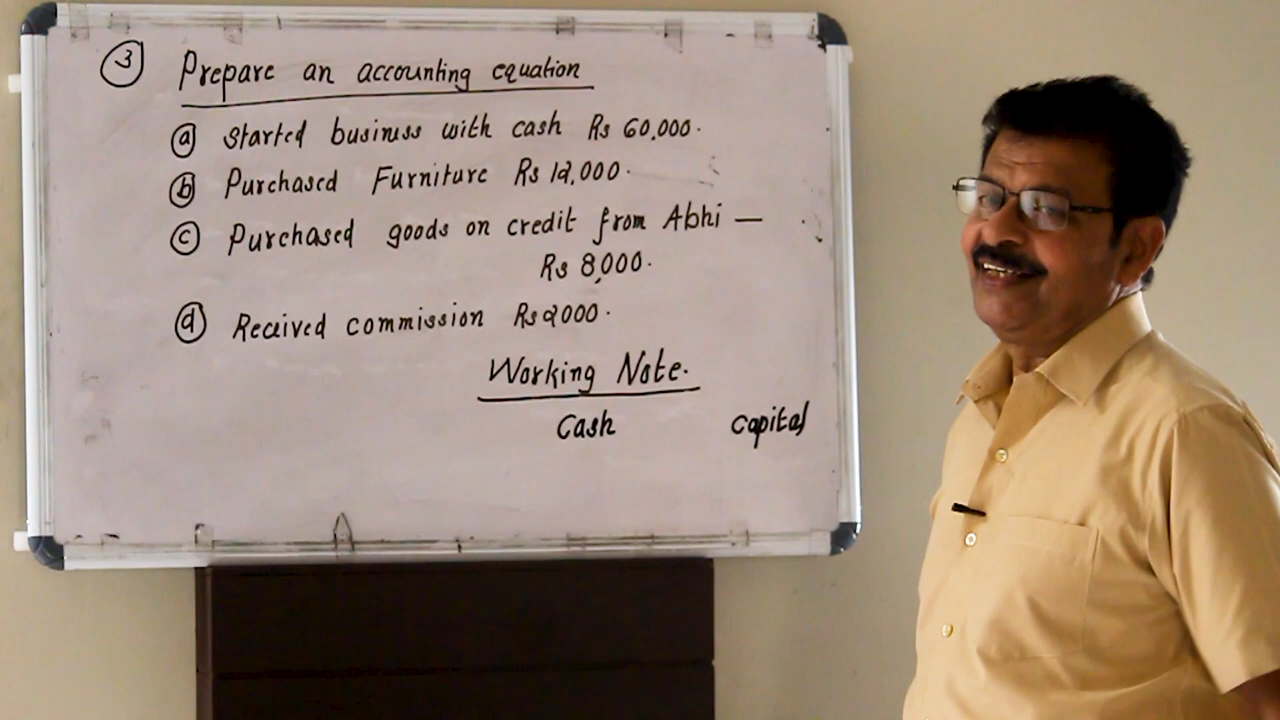 3 Prepare an accounting equation
a Started business with cash Rs 60,000.
b Purchased Furniture Rs 12,000.
c Purchased goods on credit from Abhi —
Rs 8,000.
d Received commission Rs 2000.
Working Note.
Cash capital